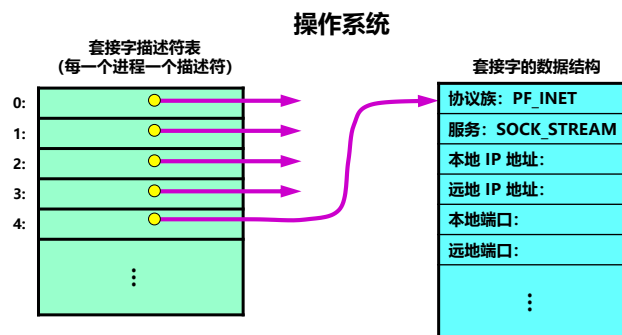 操作系统
套接字描述符表
（每一个进程一个描述符）
0:
1:
2:
3:
4:
⋮
套接字的数据结构
协议族：PF_INET
服务：SOCK_STREAM
本地 IP 地址：
远地 IP 地址：
本地端口：
远地端口：
⋮